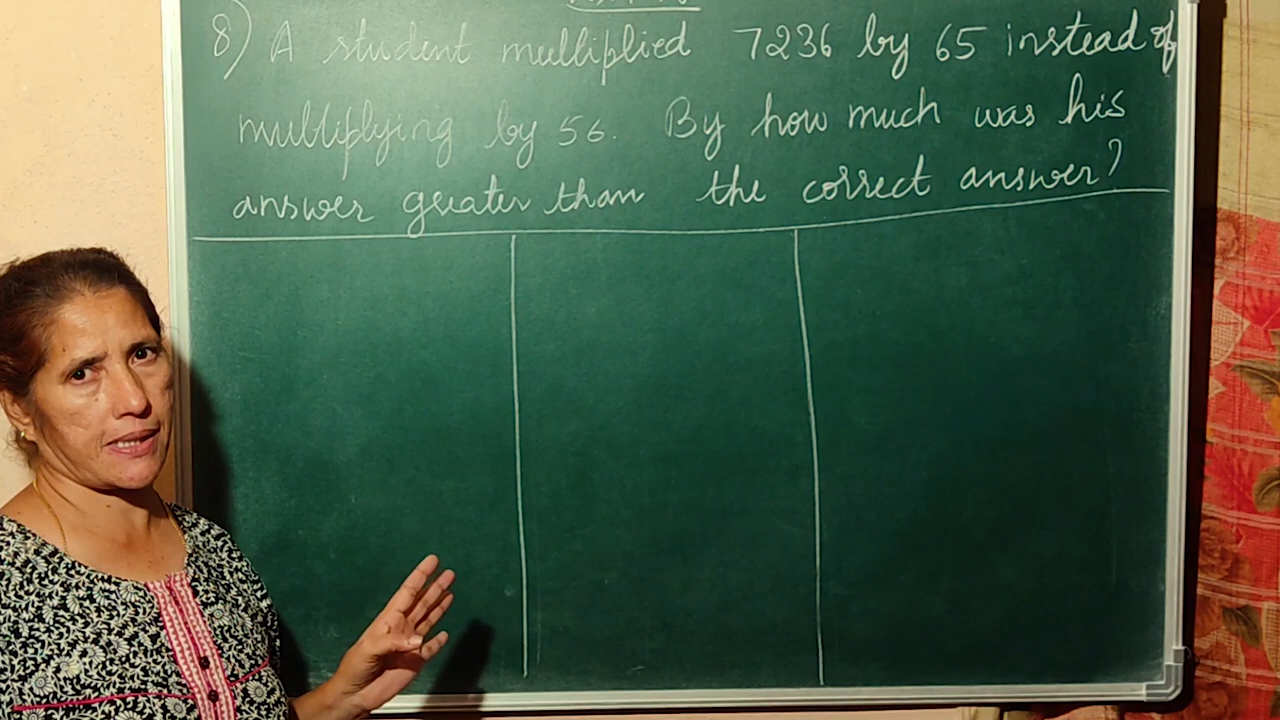 8) A student multiplied 7236 by 65 instead of
multiplying by 56. By how much was his
answer greater than the correct answer?